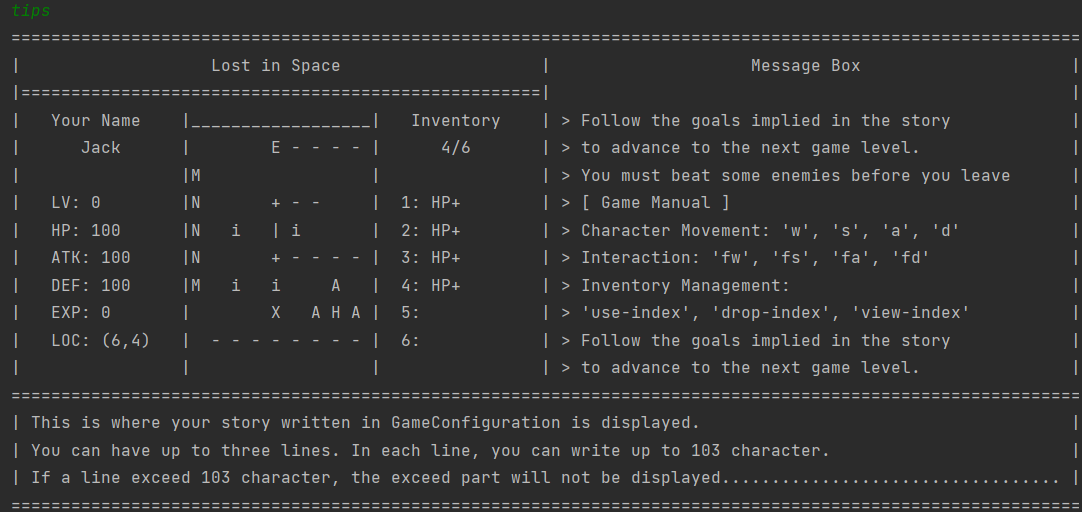 tips
===========================================================================================================
|                   Lost in Space                    |                    Message Box                     |
|====================================================|                                                    |
|   Your Name    |__________________|   Inventory    | > Follow the goals implied in the story            |
|      Jack      |        E - - - - |      4/6       | > to advance to the next game level.               |
|                |M                 |                | > You must beat some enemies before you leave      |
|   LV: 0        |N       + - -     |  1: HP+        | > [ Game Manual ]                                  |
|   HP: 100      |N   i   | i       |  2: HP+        | > Character Movement: 'w', 's', 'a', 'd'           |
|   ATK: 100     |N       + - - - - |  3: HP+        | > Interaction: 'fw', 'fs', 'fa', 'fd'              |
|   DEF: 100     |M   i   i     A   |  4: HP+        | > Inventory Management:                            |
|   EXP: 0       |        X   A H A |  5:            | > 'use-index', 'drop-index', 'view-index'          |
|   LOC: (6,4)   |  - - - - - - - - |  6:            | > Follow the goals implied in the story            |
|                |                  |                | > to advance to the next game level.               |
===========================================================================================================
| This is where your story written in GameConfiguration is displayed.                                     |
| You can have up to three lines. In each line, you can write up to 103 character.                        |
| If a line exceed 103 character, the exceed part will not be displayed.................................. |
===========================================================================================================